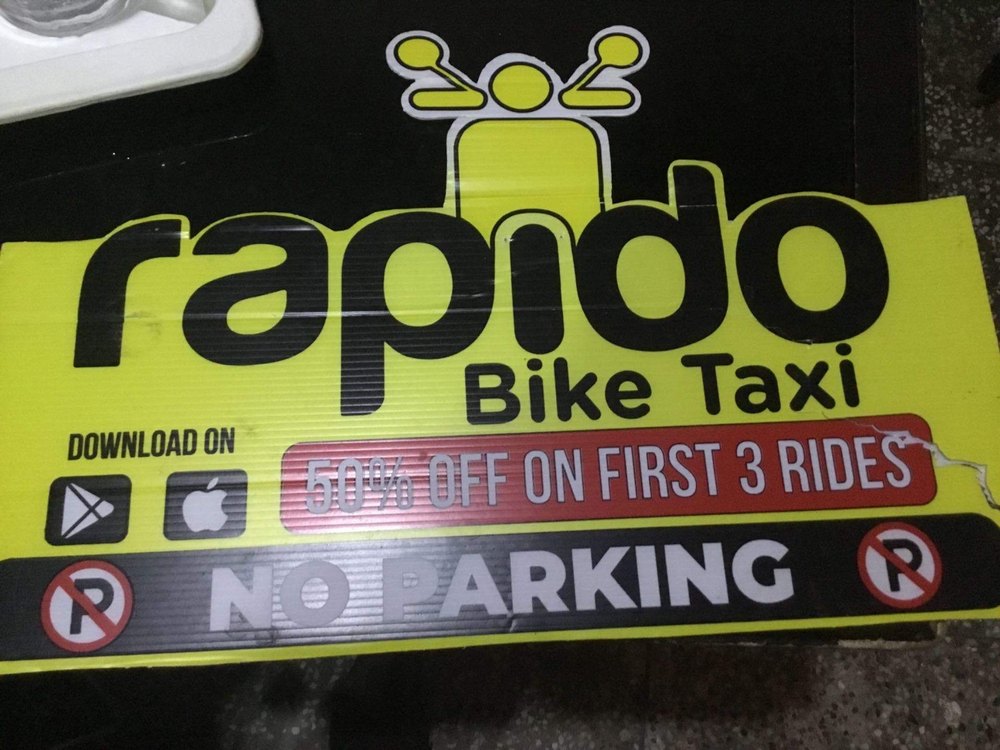 rapido
Bike Taxi
DOWNLOAD ON
50% OFF ON FIRST 3 RIDES
P NO PARKING P